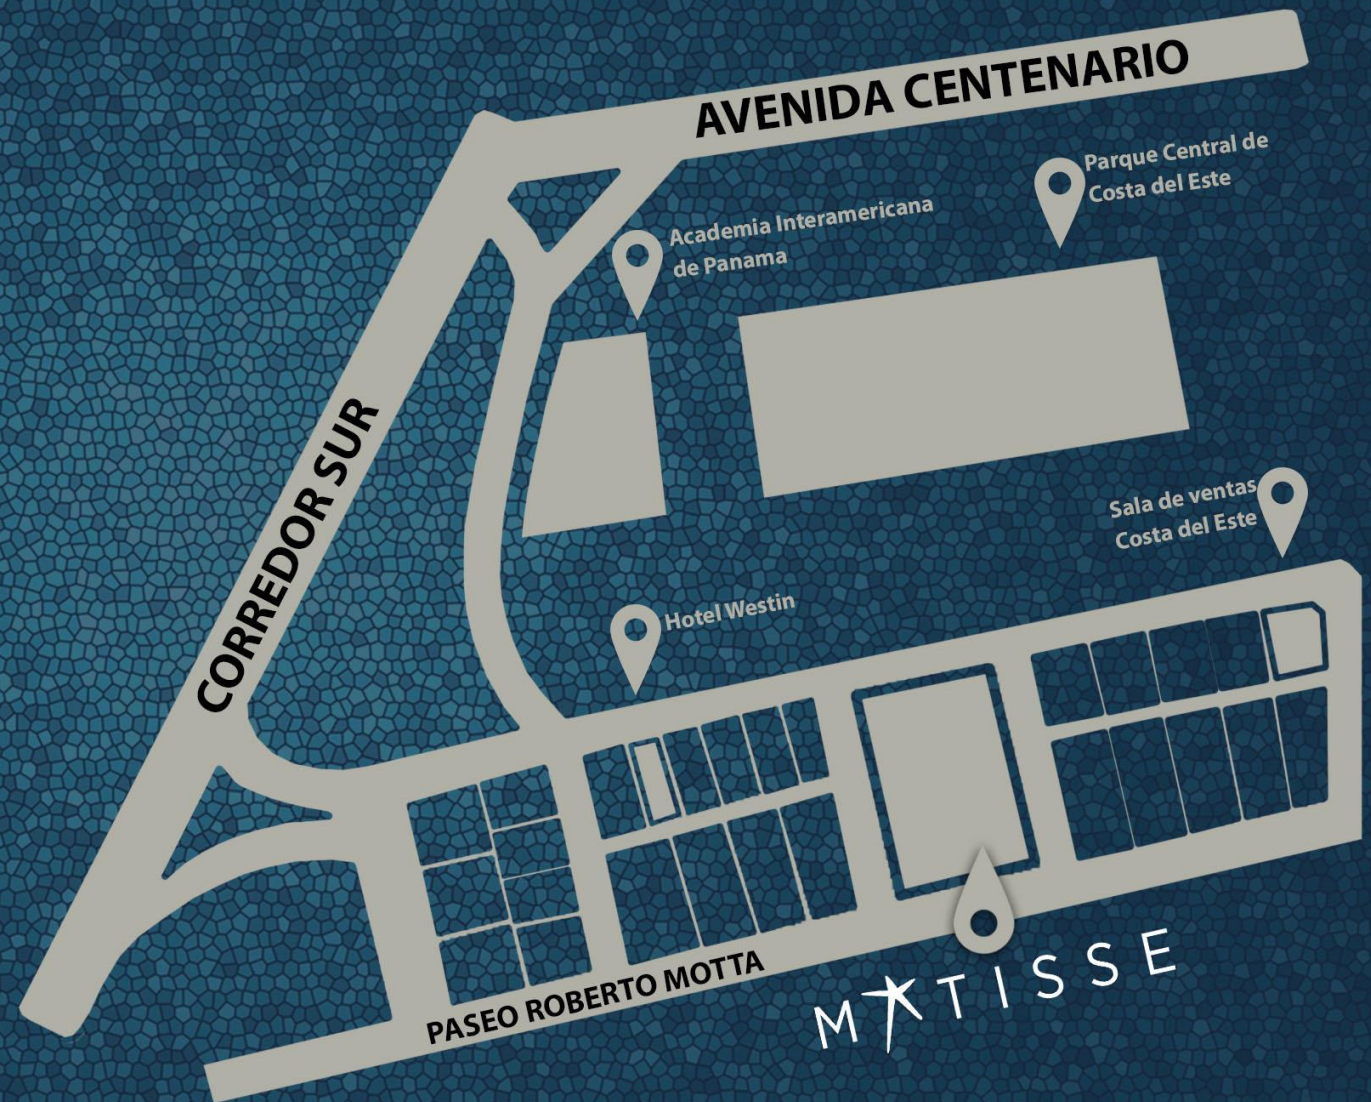 AVENIDA CENTENARIO
Parque Central de
Costa del Este
Academia Interamericana
de Panama
CORREDOR SUR
Sala de ventas
Costa del Este
Hotel Westin
PASEO ROBERTO MOTTA
MATISSE